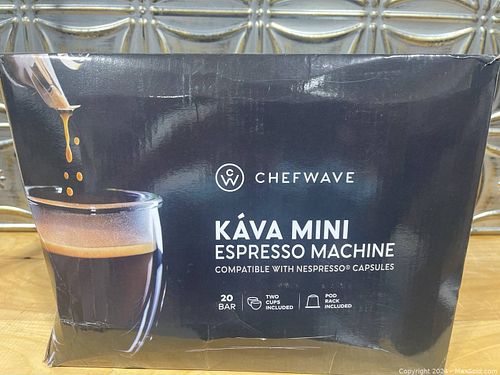 CW
CHEFWAVE
KÁVA MINI
ESPRESSO MACHINE
COMPATIBLE WITH NESPRESSO® CAPSULES
20
BAR
TWO
CUPS
INCLUDED
POD
RACK
INCLUDED
Copyright 2024 - MaxSold.com